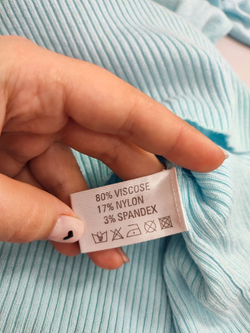 80% VISCOSE
17% NYLON
3% SPANDEX